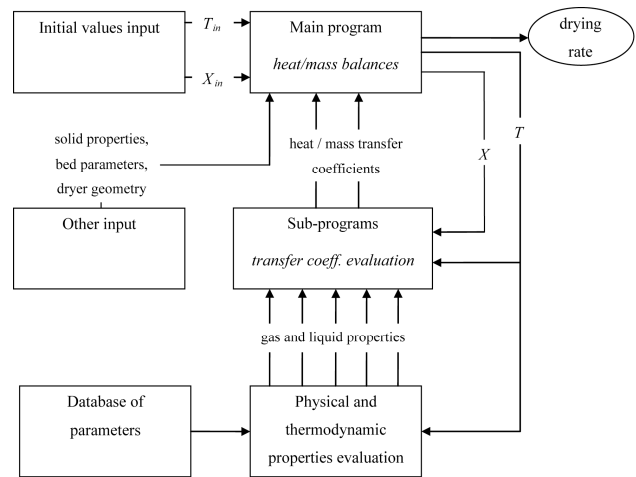 Initial values input
T in
X in
Main program
heat/mass balances
drying
rate
solid properties,
bed parameters,
dryer geometry
heat / mass transfer
coefficients
X
T
Other input
Sub-programs
transfer coeff. evaluation
gas and liquid properties
Database of
parameters
Physical and
thermodynamic
properties evaluation